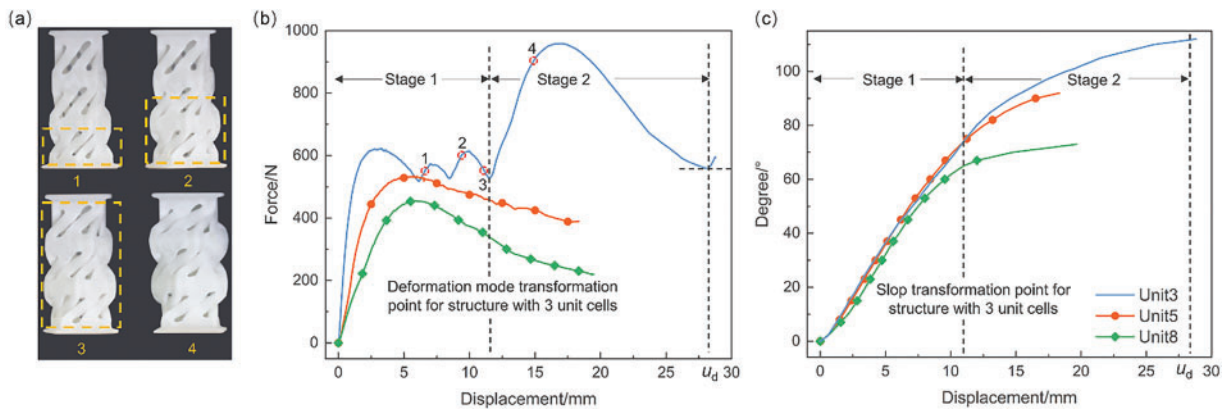 (a)
1
2
3
4
(b)
1000
800
600
400
200
0
Force/N
Stage 1
Stage 2
1
2
3
4
Deformation mode transformation
point for structure with 3 unit cells
0
5
10
15
20
25
u_d
30
Displacement/mm
(c)
100
80
60
40
20
0
Degree/°
Stage 1
Stage 2
Slop transformation point for
structure with 3 unit cells
Unit3
Unit5
Unit8
0
5
10
15
20
25
u_d
30
Displacement/mm